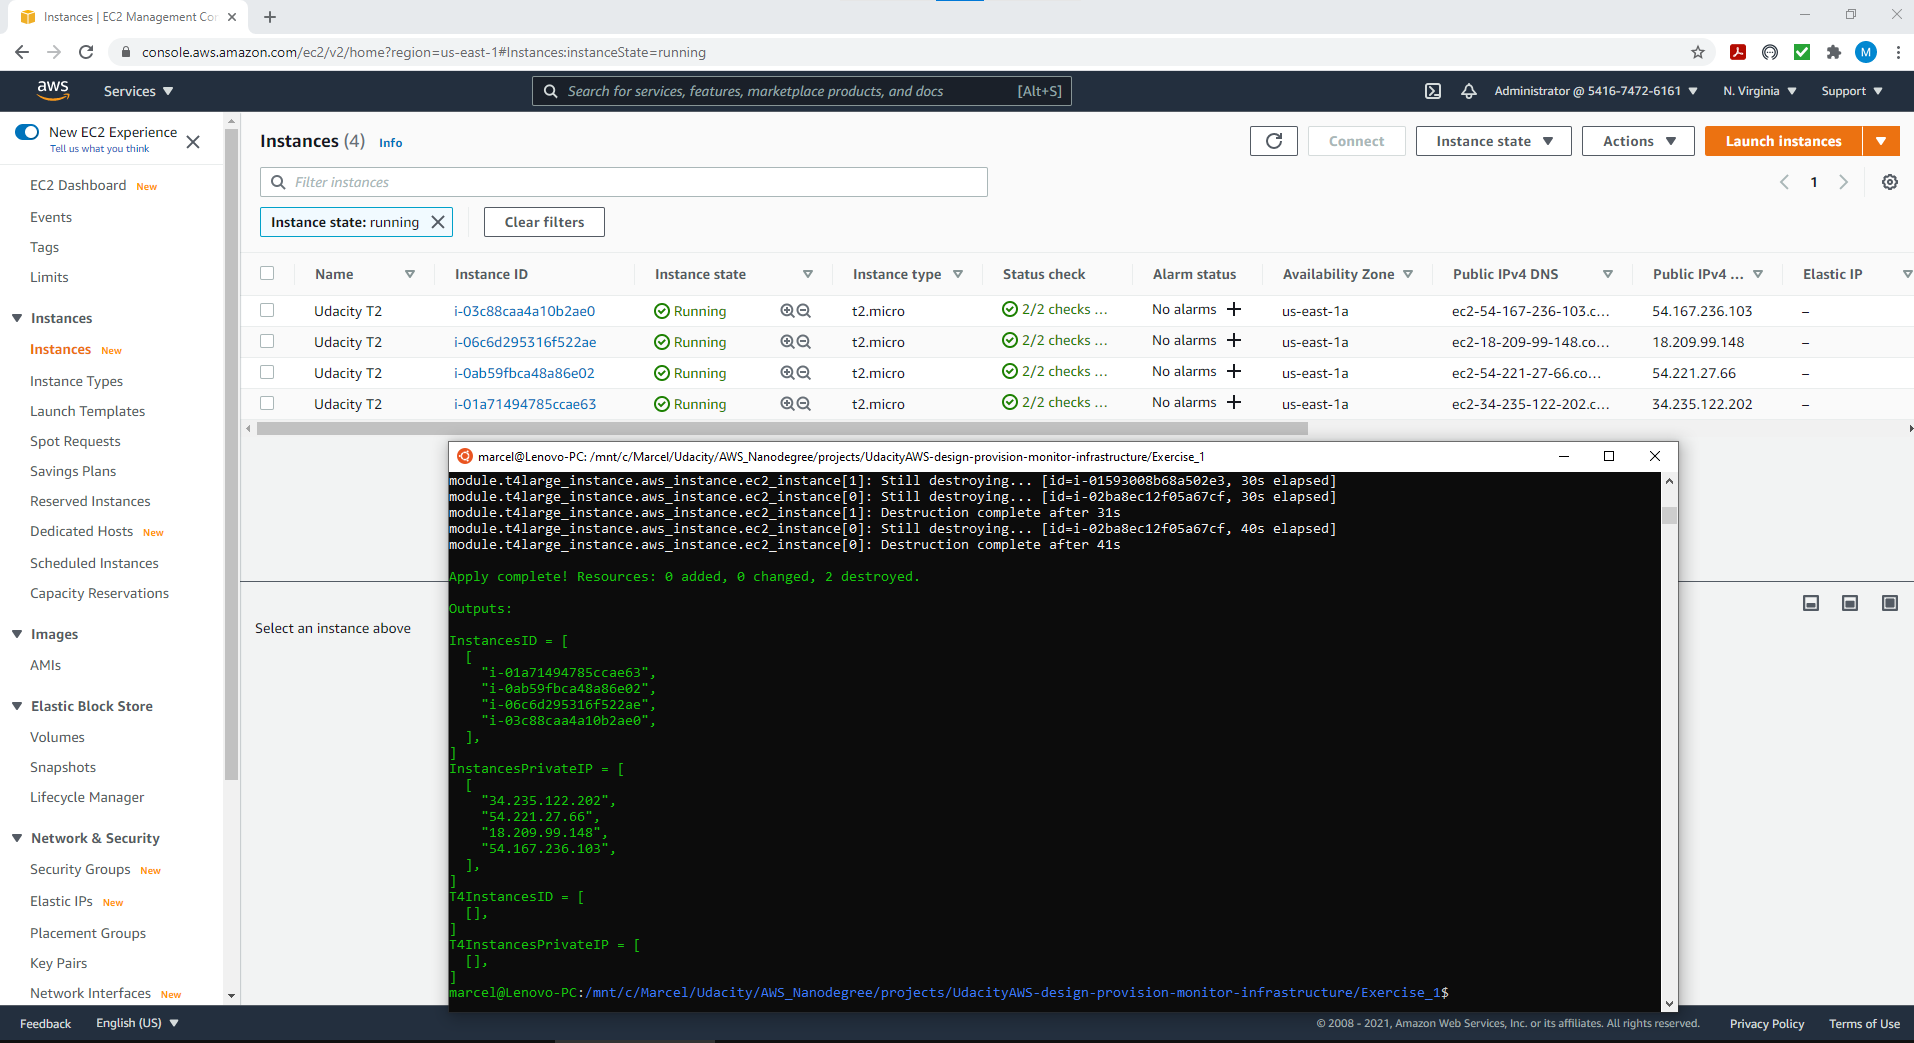 Instances | EC2 Management Cor
console.aws.amazon.com/ec2/v2/home?region=us-east-1#Instances:instanceState=running
M
aws Services Search for services, features, marketplace products, and docs [Alt+S] Administrator @ 5416-7472-6161 N. Virginia Support
New EC2 Experience
Tell us what you think
EC2 Dashboard New
Events
Tags
Limits
Instances
Instances New
Instance Types
Launch Templates
Spot Requests
Savings Plans
Reserved Instances
Dedicated Hosts New
Scheduled Instances
Capacity Reservations
Images
AMIs
Elastic Block Store
Volumes
Snapshots
Lifecycle Manager
Network & Security
Security Groups New
Elastic IPs New
Placement Groups
Key Pairs
Network Interfaces New
Instances (4) Info Connect Instance state Actions Launch instances
Filter instances 1
Instance state: running Clear filters
Name Instance ID Instance state Instance type Status check Alarm status Availability Zone Public IPv4 DNS Public IPv4 ... Elastic IP
Udacity T2 i-03c88caa4a10b2ae0 Running t2.micro 2/2 checks ... No alarms us-east-1a ec2-54-167-236-103.c... 54.167.236.103 –
Udacity T2 i-06c6d295316f522ae Running t2.micro 2/2 checks ... No alarms us-east-1a ec2-18-209-99-148.co... 18.209.99.148 –
Udacity T2 i-0ab59fbca48a86e02 Running t2.micro 2/2 checks ... No alarms us-east-1a ec2-54-221-27-66.co... 54.221.27.66 –
Udacity T2 i-01a71494785ccae63 Running t2.micro 2/2 checks ... No alarms us-east-1a ec2-34-235-122-202.c... 34.235.122.202 –
Select an instance above
marcel@Lenovo-PC: /mnt/c/Marcel/Udacity/AWS_Nanodegree/projects/UdacityAWS-design-provision-monitor-infrastructure/Exercise_1
module.t4large_instance.aws_instance.ec2_instance[1]: Still destroying... [id=i-01593008b68a502e3, 30s elapsed]
module.t4large_instance.aws_instance.ec2_instance[0]: Still destroying... [id=i-02ba8ec12f05a67cf, 30s elapsed]
module.t4large_instance.aws_instance.ec2_instance[1]: Destruction complete after 31s
module.t4large_instance.aws_instance.ec2_instance[0]: Still destroying... [id=i-02ba8ec12f05a67cf, 40s elapsed]
module.t4large_instance.aws_instance.ec2_instance[0]: Destruction complete after 41s
Apply complete! Resources: 0 added, 0 changed, 2 destroyed.
Outputs:
InstancesID = [
[
"i-01a71494785ccae63",
"i-0ab59fbca48a86e02",
"i-06c6d295316f522ae",
"i-03c88caa4a10b2ae0",
],
]
InstancesPrivateIP = [
[
"34.235.122.202",
"54.221.27.66",
"18.209.99.148",
"54.167.236.103",
],
]
T4InstancesID = [
[],
]
T4InstancesPrivateIP = [
[],
]
marcel@Lenovo-PC:/mnt/c/Marcel/Udacity/AWS_Nanodegree/projects/UdacityAWS-design-provision-monitor-infrastructure/Exercise_1$
Feedback English (US) © 2008 - 2021, Amazon Web Services, Inc. or its affiliates. All rights reserved. Privacy Policy Terms of Use